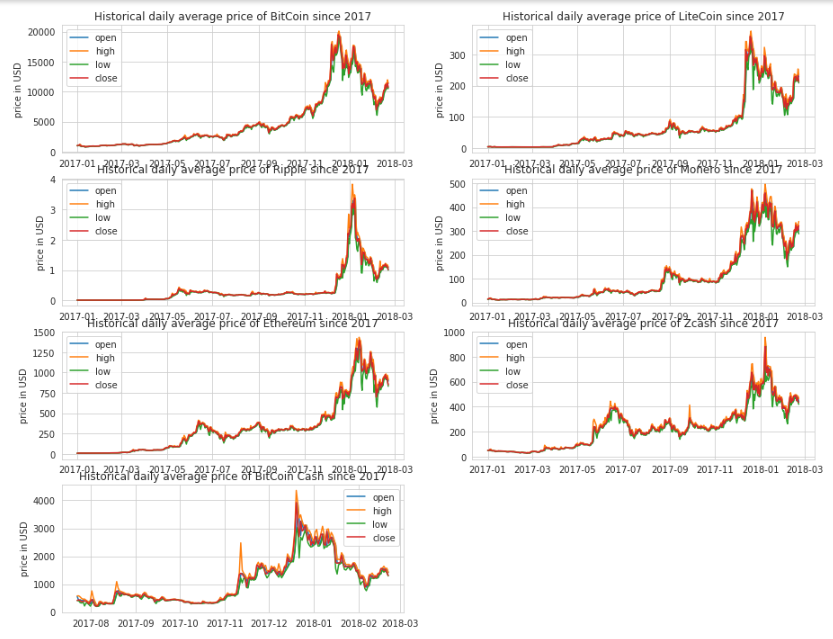 Historical daily average price of BitCoin since 2017
price in USD
20000
15000
10000
5000
0
open
high
low
close
2017-01 2017-03 2017-05 2017-07 2017-09 2017-11 2018-01 2018-03
Historical daily average price of LiteCoin since 2017
price in USD
300
200
100
0
open
high
low
close
2017-01 2017-03 2017-05 2017-07 2017-09 2017-11 2018-01 2018-03
Historical daily average price of Ripple since 2017
price in USD
4
3
2
1
0
open
high
low
close
2017-01 2017-03 2017-05 2017-07 2017-09 2017-11 2018-01 2018-03
Historical daily average price of Monero since 2017
price in USD
500
400
300
200
100
0
open
high
low
close
2017-01 2017-03 2017-05 2017-07 2017-09 2017-11 2018-01 2018-03
Historical daily average price of Ethereum since 2017
price in USD
1500
1250
1000
750
500
250
0
open
high
low
close
2017-01 2017-03 2017-05 2017-07 2017-09 2017-11 2018-01 2018-03
Historical daily average price of Zcash since 2017
price in USD
1000
800
600
400
200
0
open
high
low
close
2017-01 2017-03 2017-05 2017-07 2017-09 2017-11 2018-01 2018-03
Historical daily average price of BitCoin Cash since 2017
price in USD
4000
3000
2000
1000
0
open
high
low
close
2017-08 2017-09 2017-10 2017-11 2017-12 2018-01 2018-02 2018-03